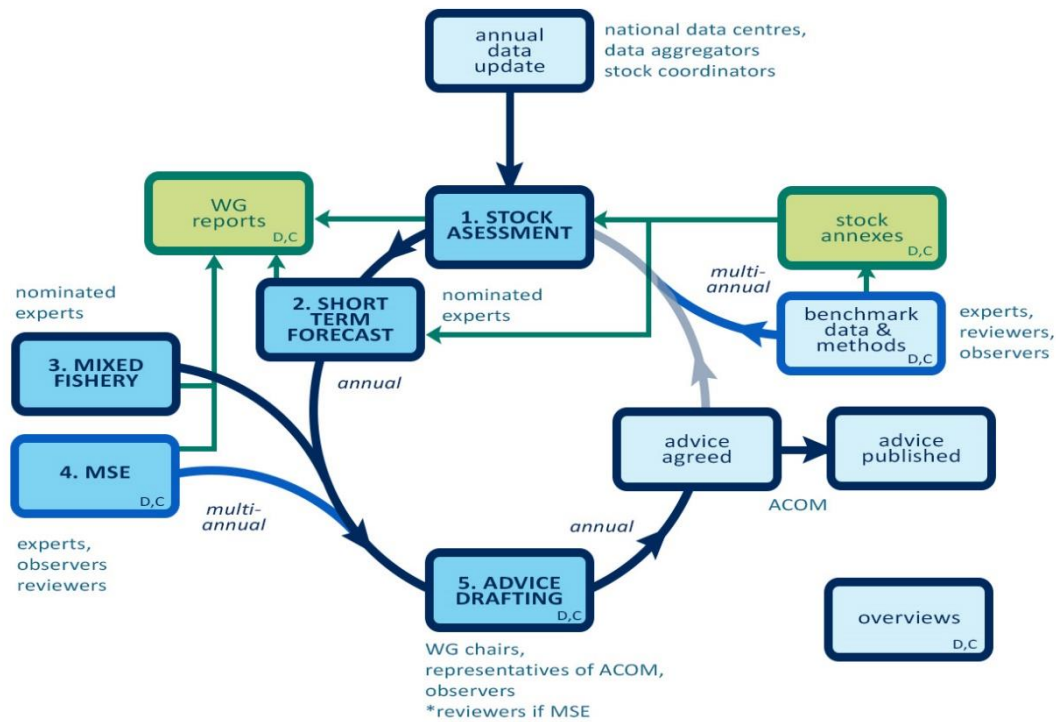 annual
data
update
national data centres,
data aggregators
stock coordinators
WG
reports
D,C
1. STOCK
ASESSMENT
stock
annexes
D,C
multi-
annual
nominated
experts
2. SHORT
TERM
FORECAST
nominated
experts
benchmark
data &
methods
D,C
experts,
reviewers,
observers
3. MIXED
FISHERY
annual
4. MSE
D,C
multi-
annual
experts,
observers
reviewers
advice
agreed
advice
published
ACOM
annual
5. ADVICE
DRAFTING
D,C
WG chairs,
representatives of ACOM,
observers
*reviewers if MSE
overviews
D,C